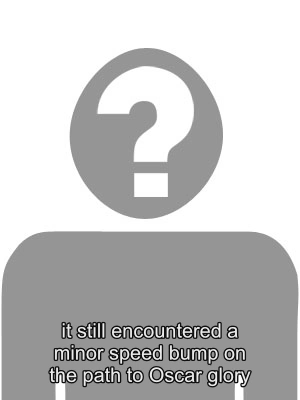 ?
it still encountered a
minor speed bump on
the path to Oscar glory